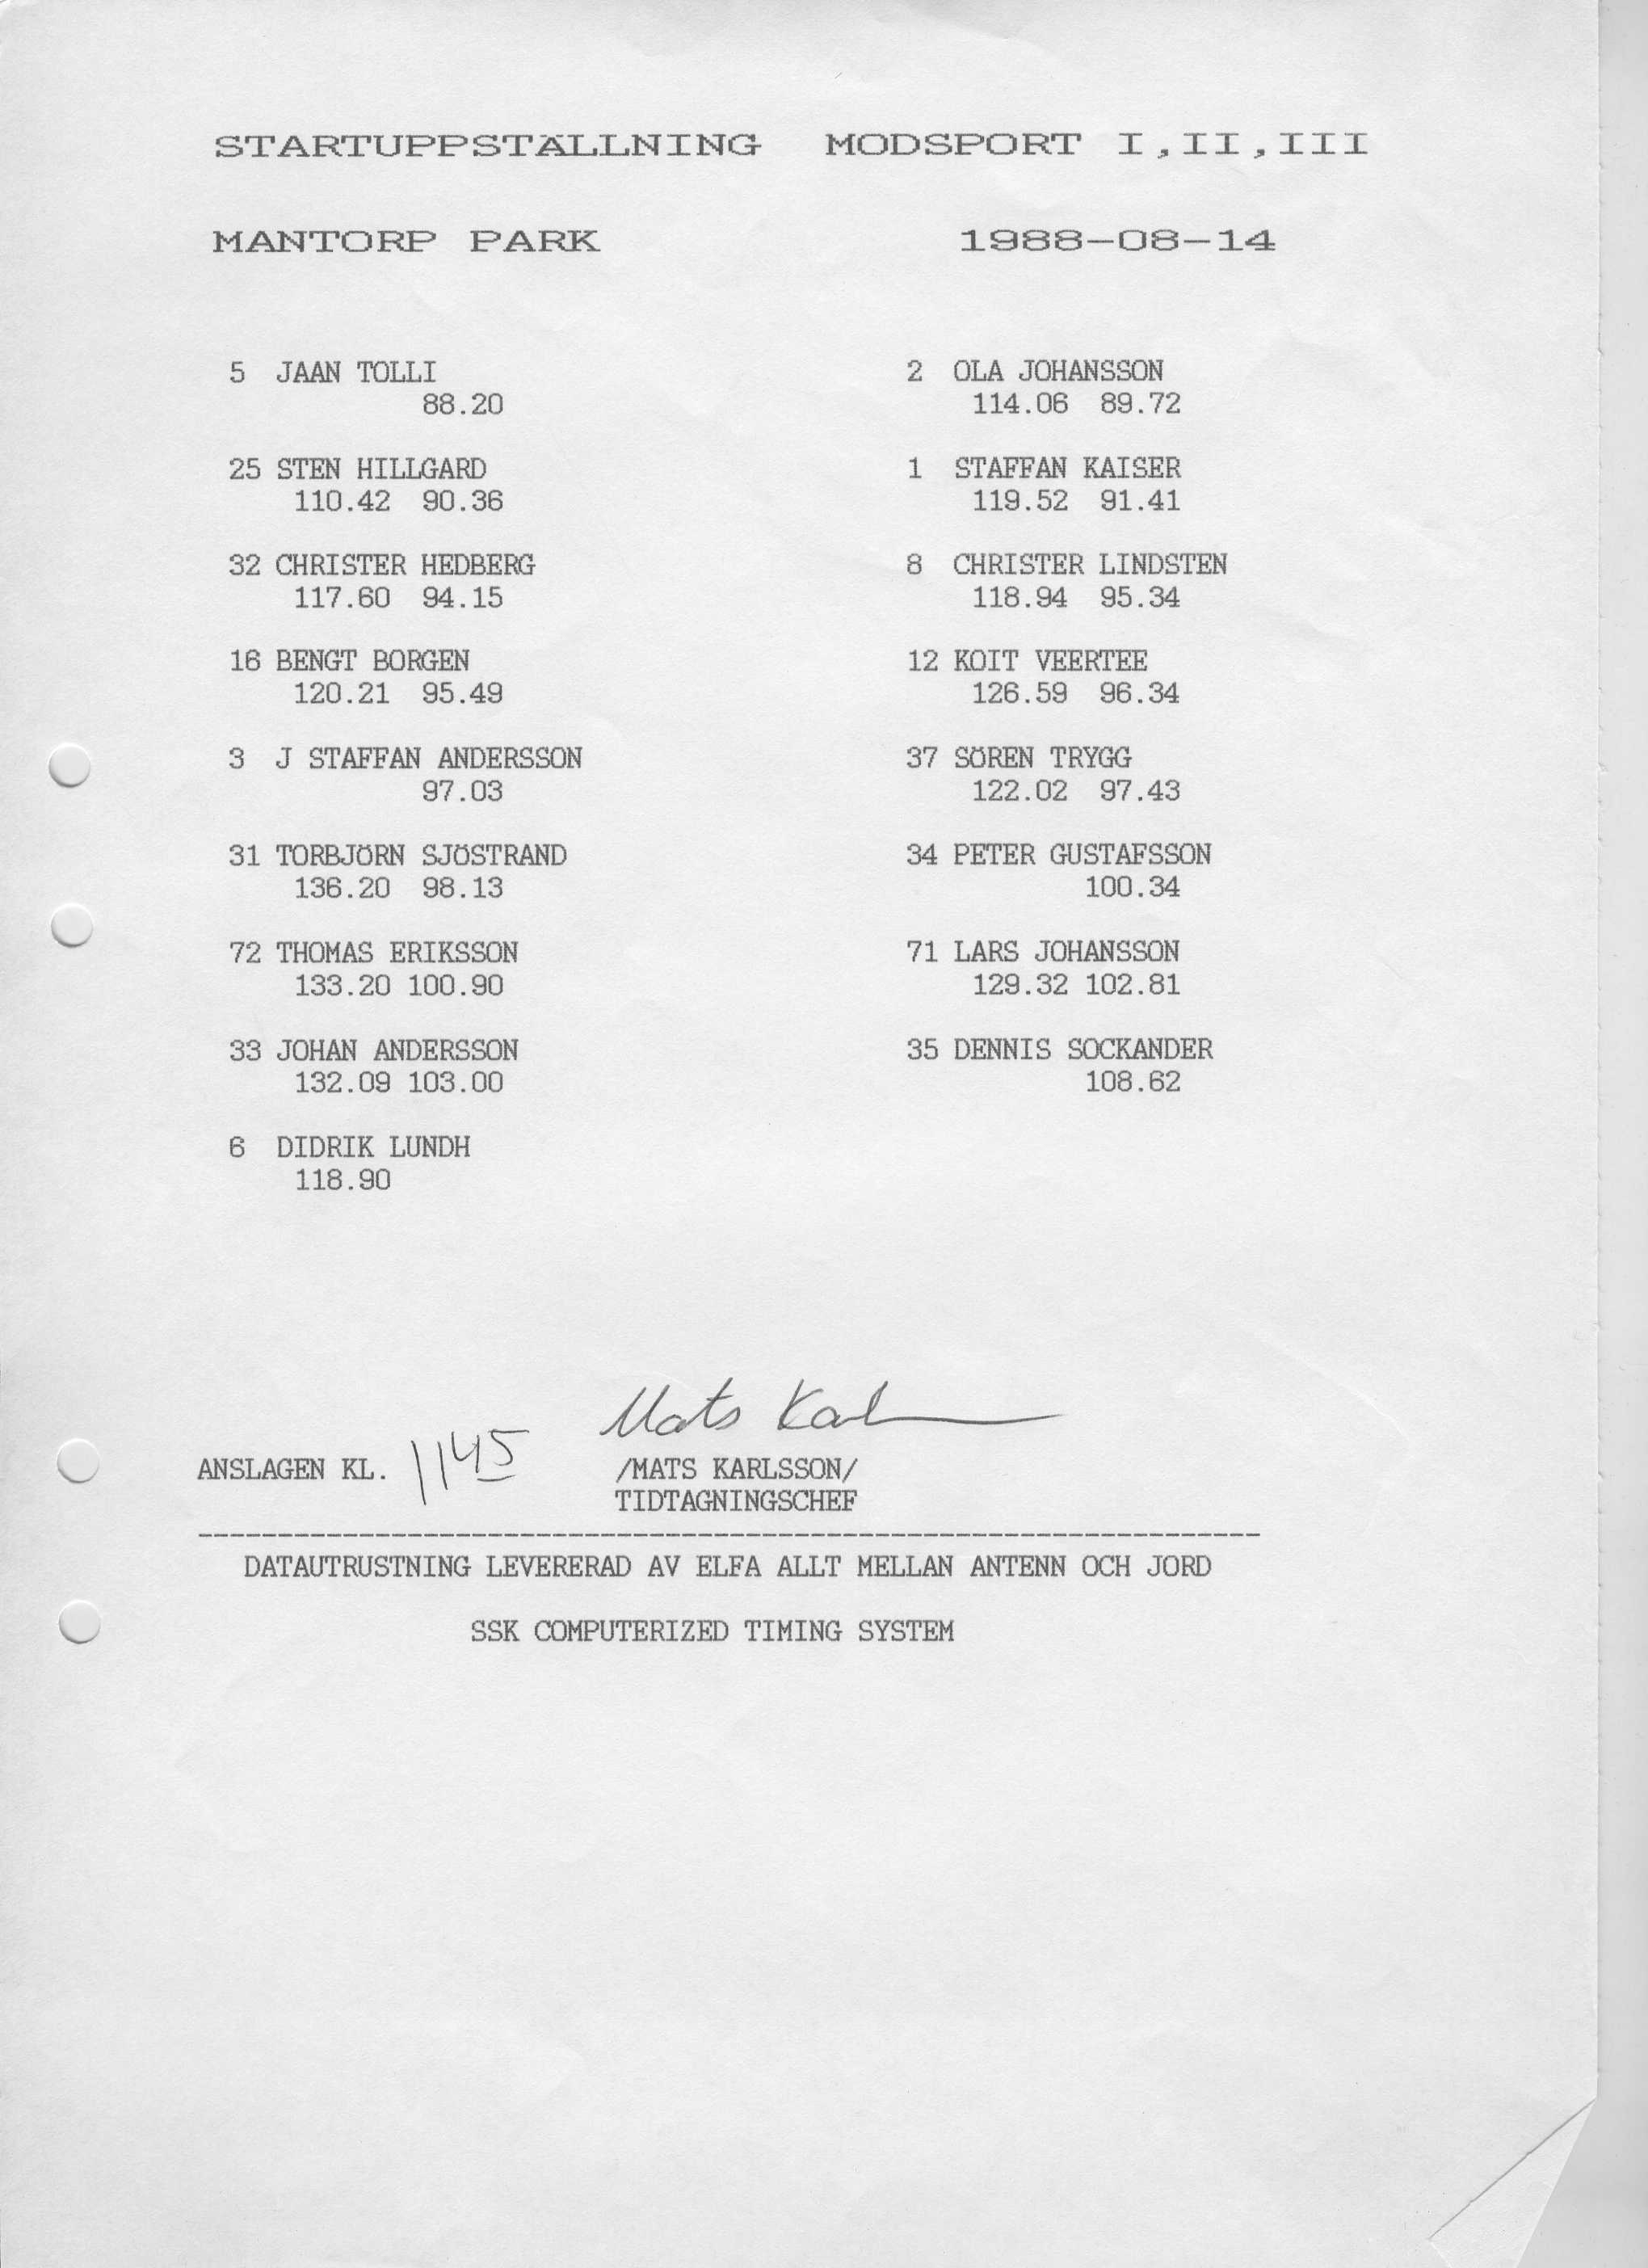 STARTUPPSTÄLLNING MODSPORT I,II,III
MANTORP PARK 1988-08-14
5 JAAN TOLLI 2 OLA JOHANSSON
88.20 114.06 89.72
25 STEN HILLGARD 1 STAFFAN KAISER
110.42 90.36 119.52 91.41
32 CHRISTER HEDBERG 8 CHRISTER LINDSTEN
117.60 94.15 118.94 95.34
16 BENGT BORGEN 12 KOIT VEERTEE
120.21 95.49 126.59 96.34
3 J STAFFAN ANDERSSON 37 SÖREN TRYGG
97.03 122.02 97.43
31 TORBJÖRN SJÖSTRAND 34 PETER GUSTAFSSON
136.20 98.13 100.34
72 THOMAS ERIKSSON 71 LARS JOHANSSON
133.20 100.90 129.32 102.81
33 JOHAN ANDERSSON 35 DENNIS SOCKANDER
132.09 103.00 108.62
6 DIDRIK LUNDH
118.90
Mats Karl
ANSLAGEN KL. 1145 /MATS KARLSSON/
TIDTAGNINGSCHEF
------------------------------------------------------------------
DATAUTRUSTNING LEVERERAD AV ELFA ALLT MELLAN ANTENN OCH JORD
SSK COMPUTERIZED TIMING SYSTEM